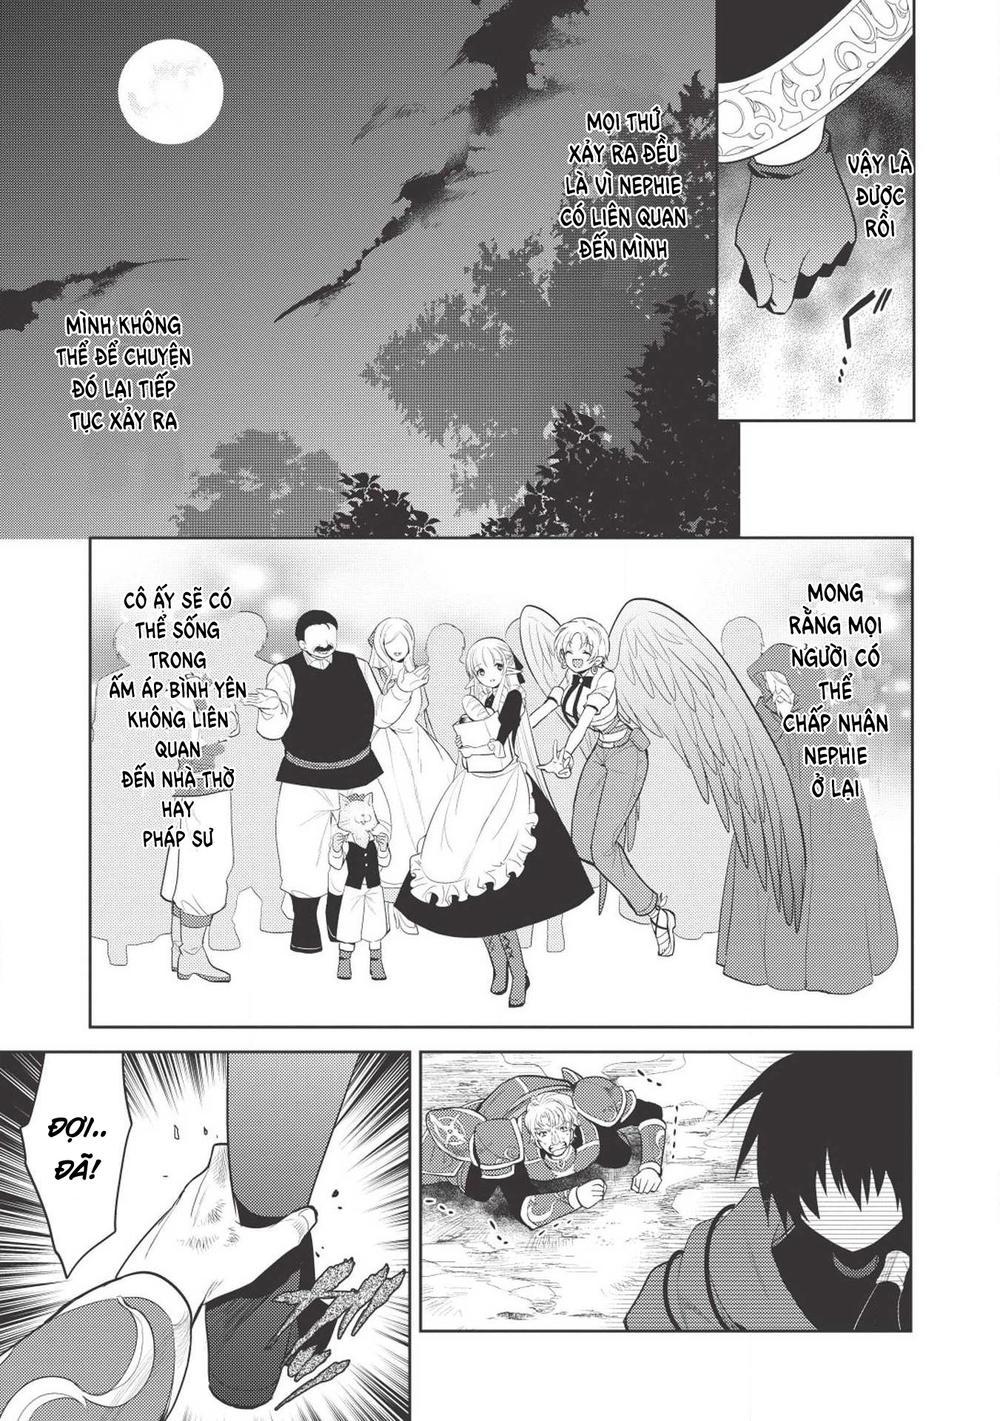 VẬY LÀ
ĐƯỢC
RỒI
MỌI THỨ
XẢY RA ĐỀU
LÀ VÌ NEPHIE
CÓ LIÊN QUAN
ĐẾN MÌNH
MÌNH KHÔNG
THỂ ĐỂ CHUYỆN
ĐÓ LẠI TIẾP
TỤC XẢY RA
MONG
RẰNG MỌI
NGƯỜI CÓ
THỂ
CHẤP NHẬN
NEPHIE
Ở LẠI
CÔ ẤY SẼ CÓ
THỂ SỐNG
TRONG
ẤM ÁP BÌNH YÊN
KHÔNG LIÊN
QUAN
ĐẾN NHÀ THỜ
HAY
PHÁP SƯ
ĐỢI..
ĐÃ!